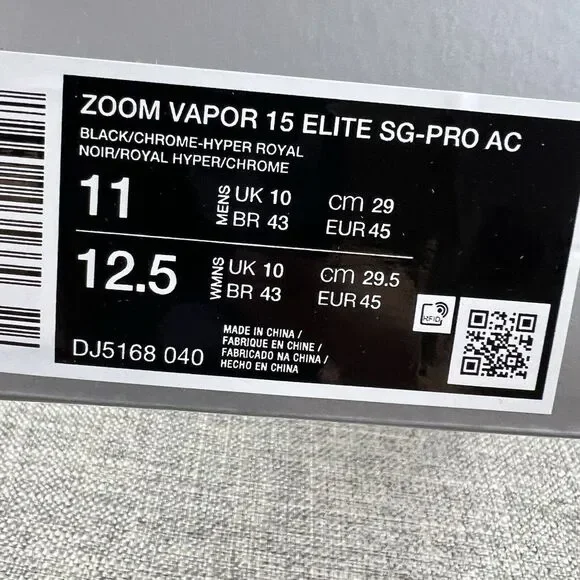 ZOOM VAPOR 15 ELITE SG-PRO AC
BLACK/CHROME-HYPER ROYAL
NOIR/ROYAL HYPER/CHROME
11 MENS UK 10 CM 29
BR 43 EUR 45
12.5 WMNS UK 10 CM 29.5
BR 43 EUR 45
DJ5168 040
MADE IN CHINA /
FABRIQUE EN CHINE /
FABRICADO NA CHINA /
HECHO EN CHINA
RFID